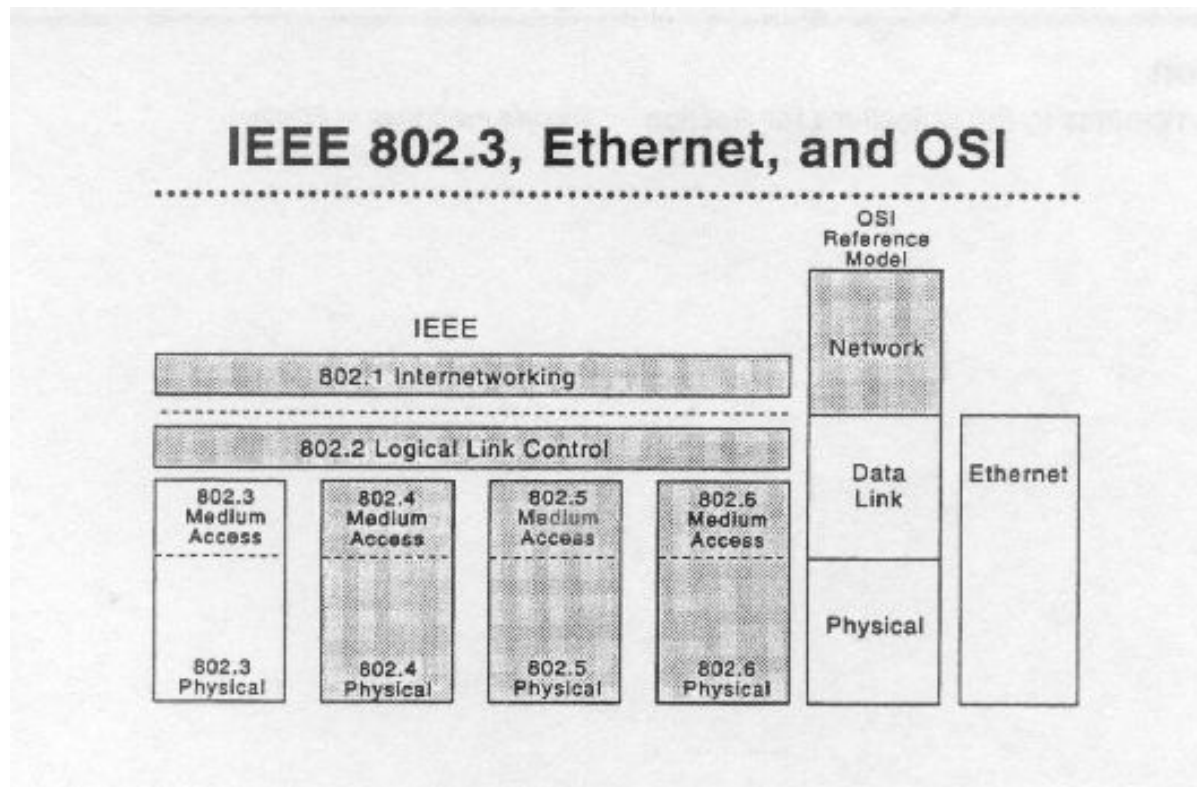 IEEE 802.3, Ethernet, and OSI
OSI
Reference
Model
IEEE
Network
802.1 Internetworking
802.2 Logical Link Control
Data
Link
Ethernet
802.3
Medium
Access
802.4
Medium
Access
802.5
Medium
Access
802.6
Medium
Access
Physical
802.3
Physical
802.4
Physical
802.5
Physical
802.6
Physical